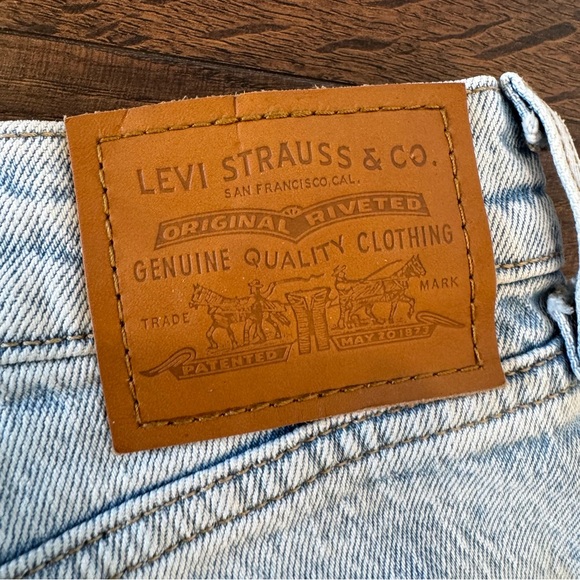 LEVI STRAUSS & CO.
SAN FRANCISCO, CAL.
ORIGINAL RIVETED
GENUINE QUALITY CLOTHING
TRADE MARK
PATENTED MAY 20 1873